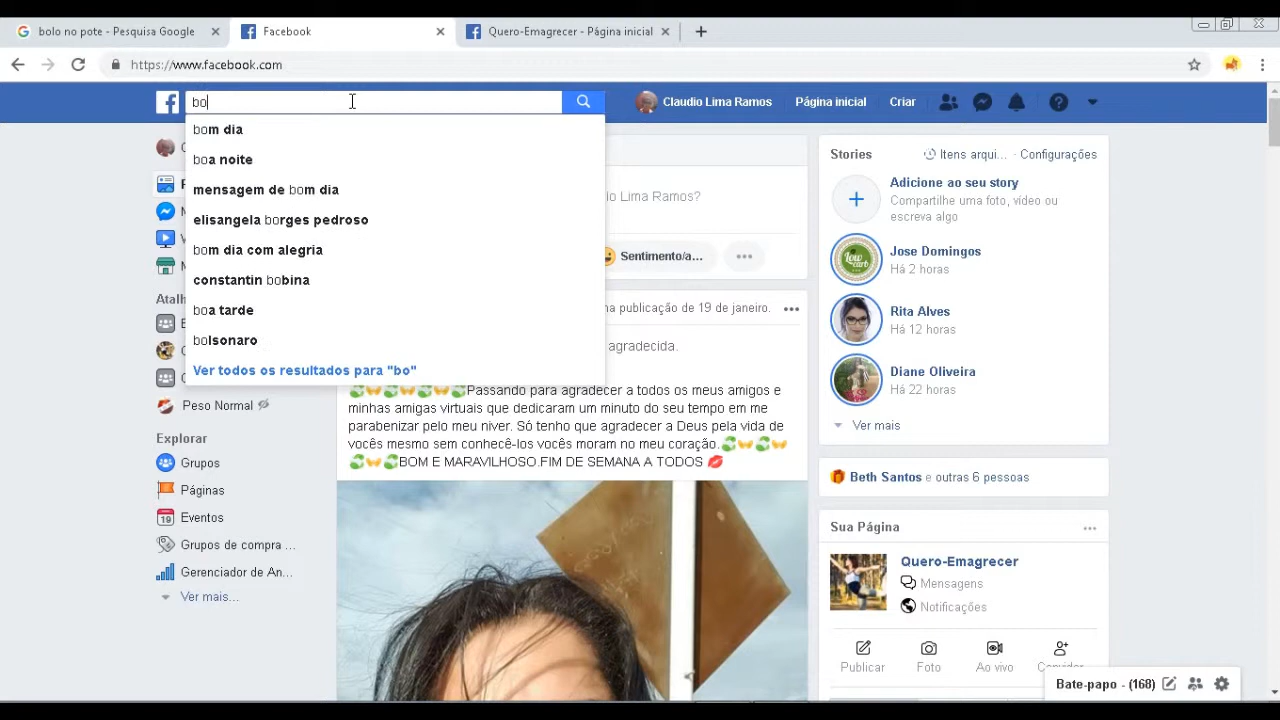 bolo no pote - Pesquisa Google
Facebook
Quero-Emagrecer - Página inicial
https://www.facebook.com
bo
Claudio Lima Ramos
Página inicial
Criar
bom dia
boa noite
mensagem de bom dia
elisangela borges pedroso
bom dia com alegria
constantin bobina
boa tarde
bolsonaro
Ver todos os resultados para "bo"
Atalh
Peso Normal
Explorar
Grupos
Páginas
19 Eventos
Grupos de compra ...
Gerenciador de An...
Ver mais...
dio Lima Ramos?
Sentimento/a...
na publicação de 19 de janeiro.
agradecida.
Passando para agradecer a todos os meus amigos e
minhas amigas virtuais que dedicaram um minuto do seu tempo em me
parabenizar pelo meu niver. Só tenho que agradecer a Deus pela vida de
vocês mesmo sem conhecê-los vocês moram no meu coração.
BOM E MARAVILHOSO.FIM DE SEMANA A TODOS
Stories
Itens arqui... · Configurações
Adicione ao seu story
Compartilhe uma foto, vídeo ou
escreva algo
low carb
Jose Domingos
Há 2 horas
Rita Alves
Há 12 horas
Diane Oliveira
Há 22 horas
Ver mais
Beth Santos e outras 6 pessoas
Sua Página
Quero-Emagrecer
Mensagens
Notificações
Publicar
Foto
Ao vivo
Convidar
Bate-papo - (168)